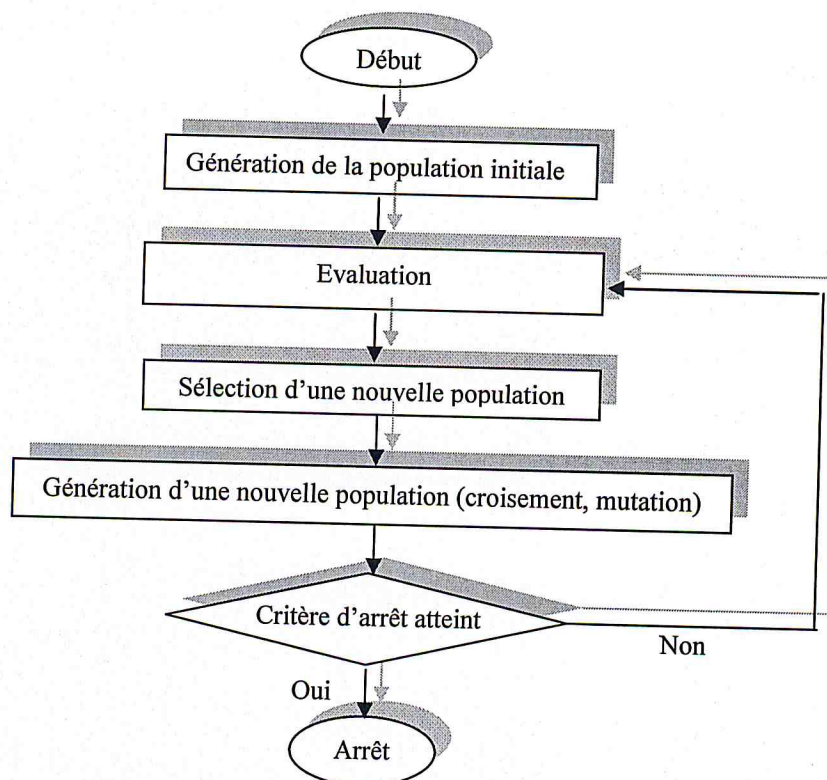 Début
Génération de la population initiale
Evaluation
Sélection d'une nouvelle population
Génération d'une nouvelle population (croisement, mutation)
Critère d'arrêt atteint
Non
Oui
Arrêt